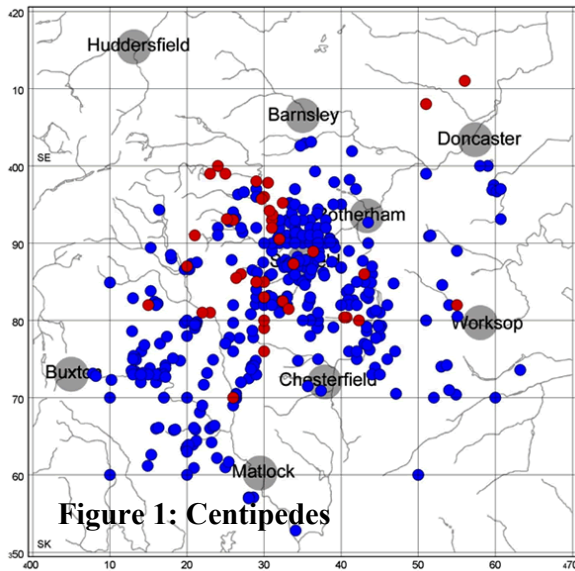 420
Huddersfield
10
Barnsley
Doncaster
SE
400
Rotherham
90
80
Worksop
Buxton
Chesterfield
70
60
Matlock
Figure 1: Centipedes
350
SK
400
10
20
30
40
50
60
470